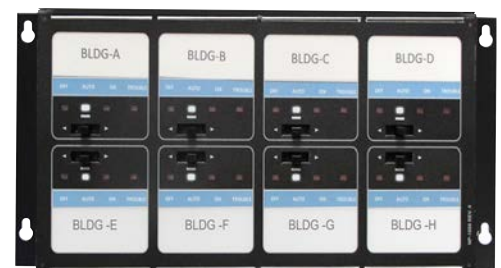 BLDG-A BLDG-B BLDG-C BLDG-D
OFF AUTO ON TROUBLE OFF AUTO ON TROUBLE OFF AUTO ON TROUBLE OFF AUTO ON TROUBLE
OFF AUTO ON TROUBLE OFF AUTO ON TROUBLE OFF AUTO ON TROUBLE OFF AUTO ON TROUBLE
BLDG -E BLDG -F BLDG -G BLDG -H